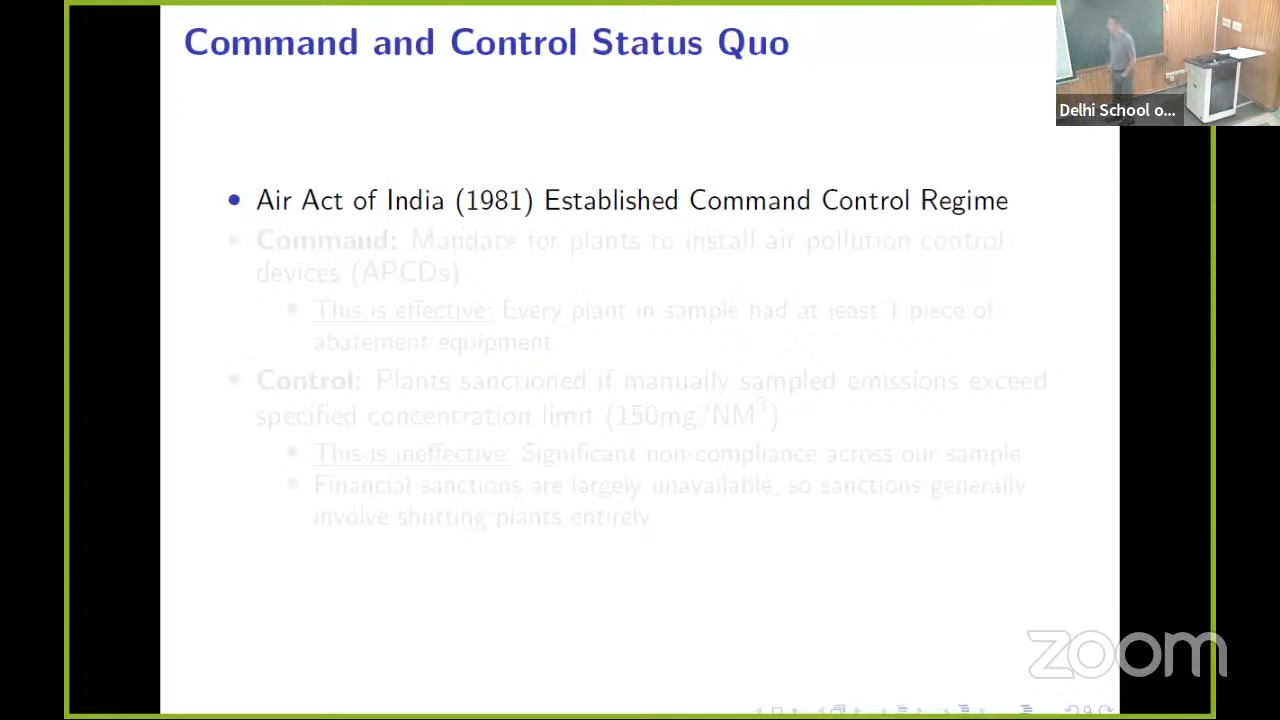 Command and Control Status Quo
Delhi School o...
• Air Act of India (1981) Established Command Control Regime
• Command: Mandate for plants to install air pollution control
devices (APCDs)
• This is effective: Every plant in sample had at least 1 piece of
abatement equipment
• Control: Plants sanctioned if manually sampled emissions exceed
specified concentration limit (150mg/NM³)
• This is ineffective: Significant non-compliance across our sample
• Financial sanctions are largely unavailable, so sanctions generally
involve shutting plants entirely
zoom